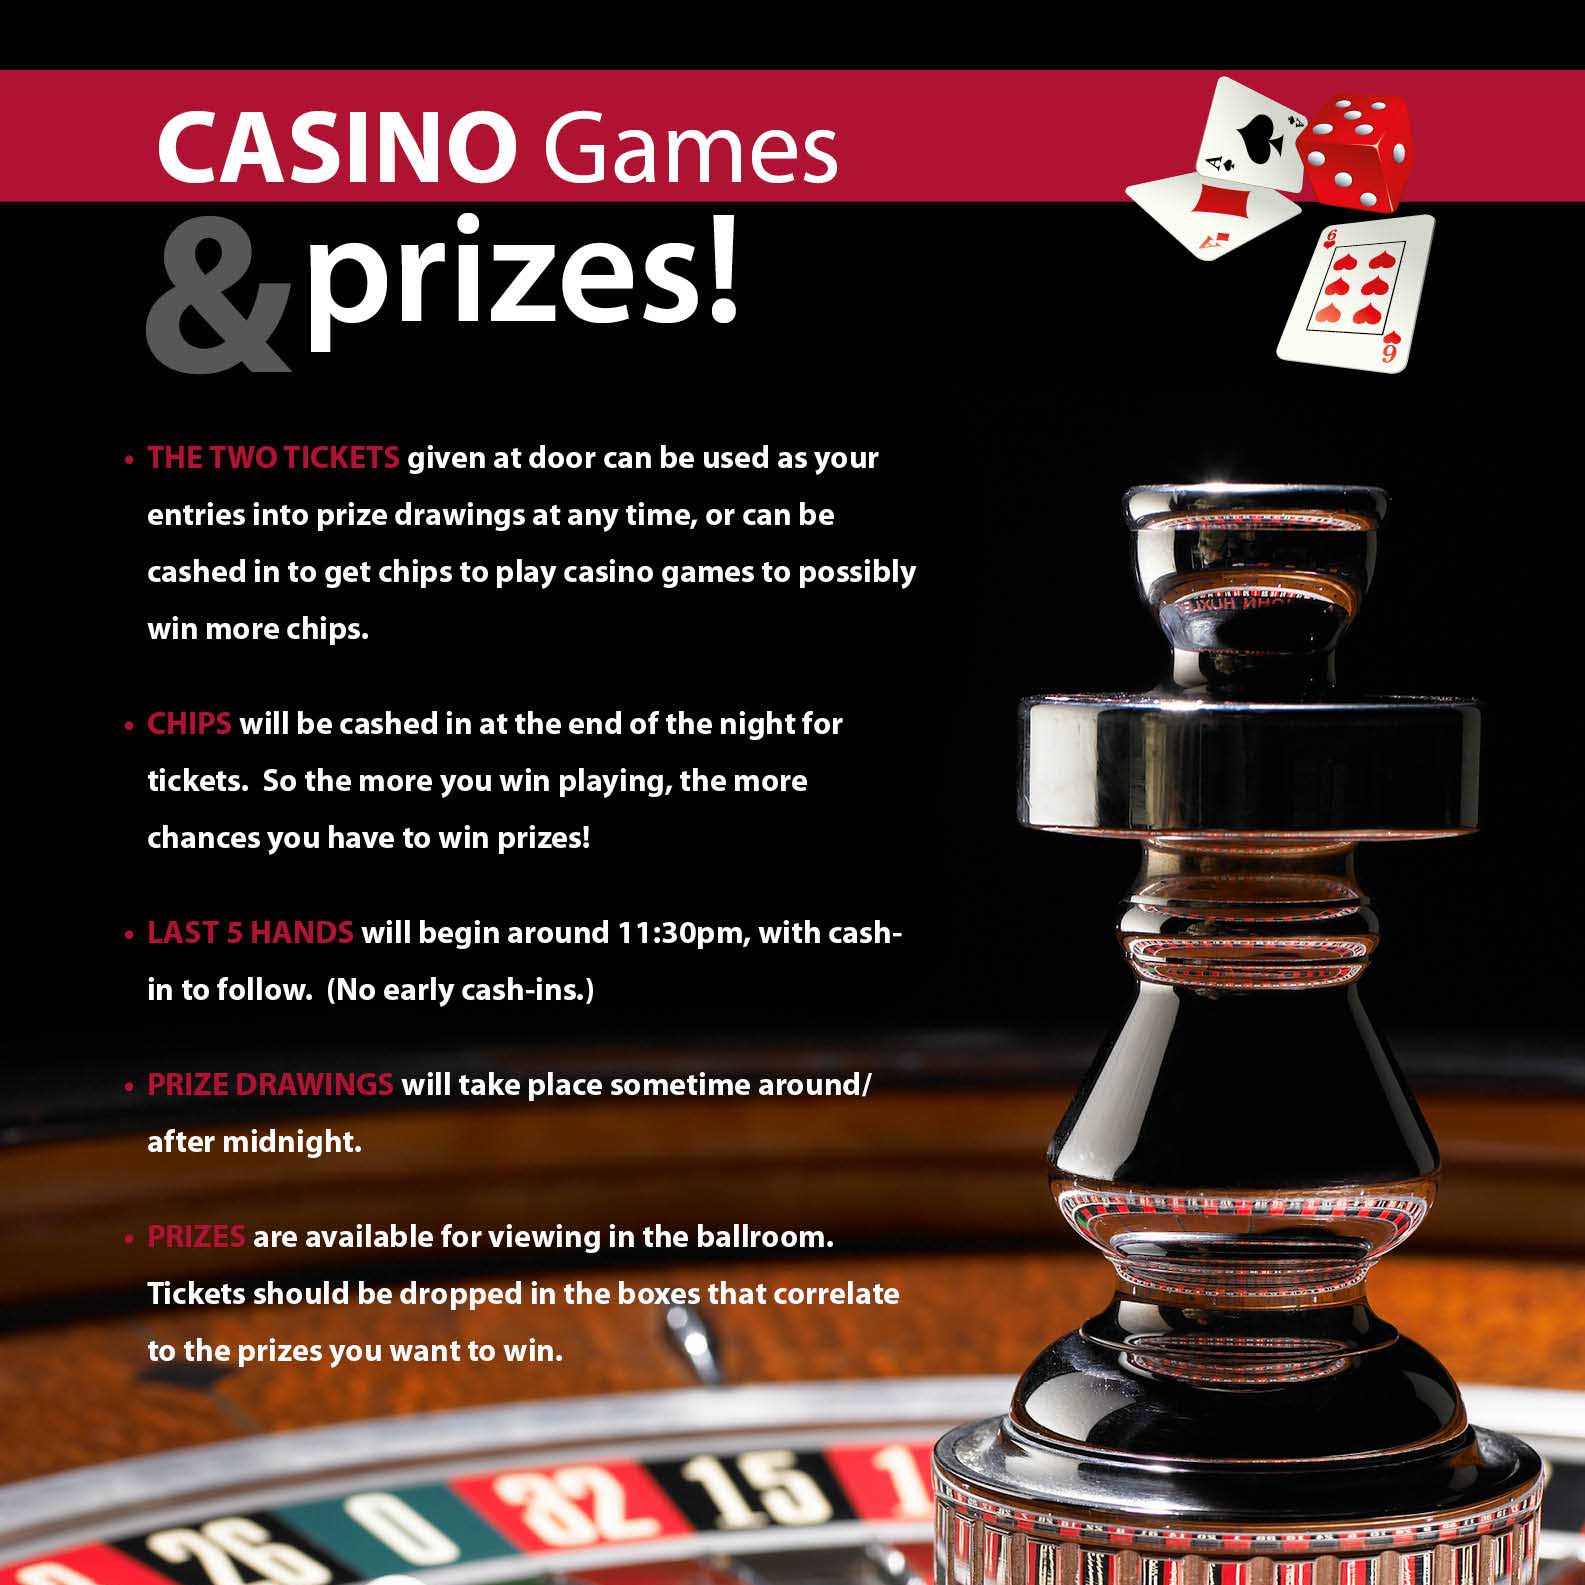 CASINO Games
& prizes!
• THE TWO TICKETS given at door can be used as your
entries into prize drawings at any time, or can be
cashed in to get chips to play casino games to possibly
win more chips.
• CHIPS will be cashed in at the end of the night for
tickets.  So the more you win playing, the more
chances you have to win prizes!
• LAST 5 HANDS will begin around 11:30pm, with cash-
in to follow.  (No early cash-ins.)
• PRIZE DRAWINGS will take place sometime around/
after midnight.
• PRIZES are available for viewing in the ballroom.
Tickets should be dropped in the boxes that correlate
to the prizes you want to win.
A
A
A
6
6
26 0 32 15 1